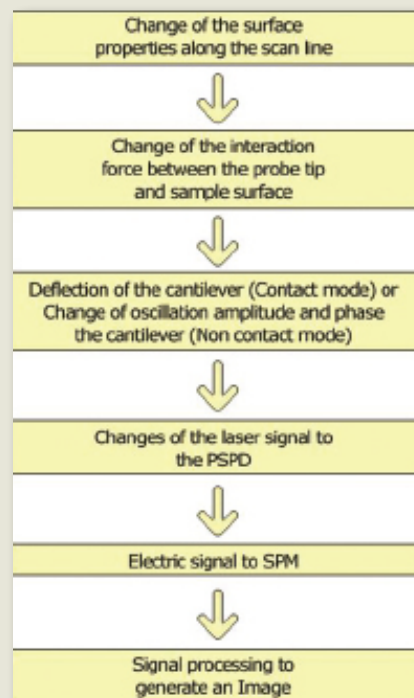 Change of the surface
properties along the scan line
Change of the interaction
force between the probe tip
and sample surface
Deflection of the cantilever (Contact mode) or
Change of oscillation amplitude and phase
the cantilever (Non contact mode)
Changes of the laser signal to
the PSPD
Electric signal to SPM
Signal processing to
generate an Image